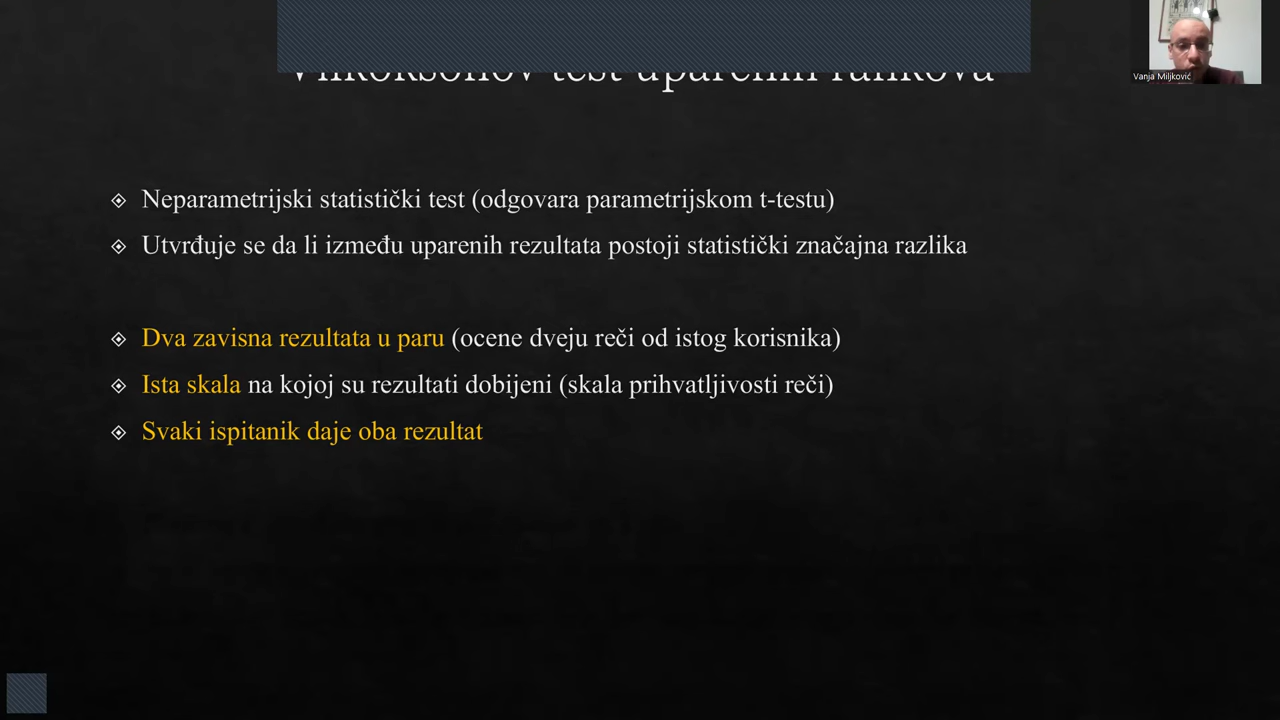 Vilkoksonov test uparenih rankova
Vanja Miljković
Neparametrijski statistički test (odgovara parametrijskom t-testu)
Utvrđuje se da li između uparenih rezultata postoji statistički značajna razlika
Dva zavisna rezultata u paru (ocene dveju reči od istog korisnika)
Ista skala na kojoj su rezultati dobijeni (skala prihvatljivosti reči)
Svaki ispitanik daje oba rezultat